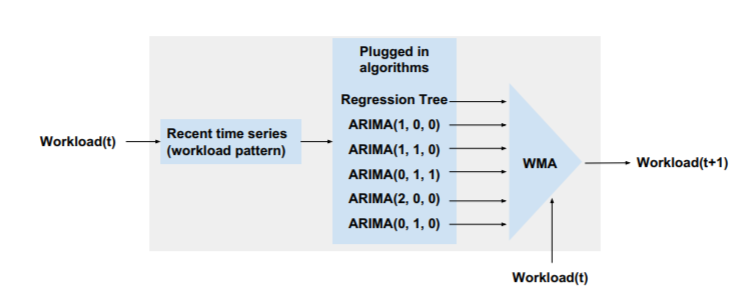 Workload(t)
Recent time series
(workload pattern)
Plugged in
algorithms
Regression Tree
ARIMA(1, 0, 0)
ARIMA(1, 1, 0)
ARIMA(0, 1, 1)
ARIMA(2, 0, 0)
ARIMA(0, 1, 0)
WMA
Workload(t+1)
Workload(t)